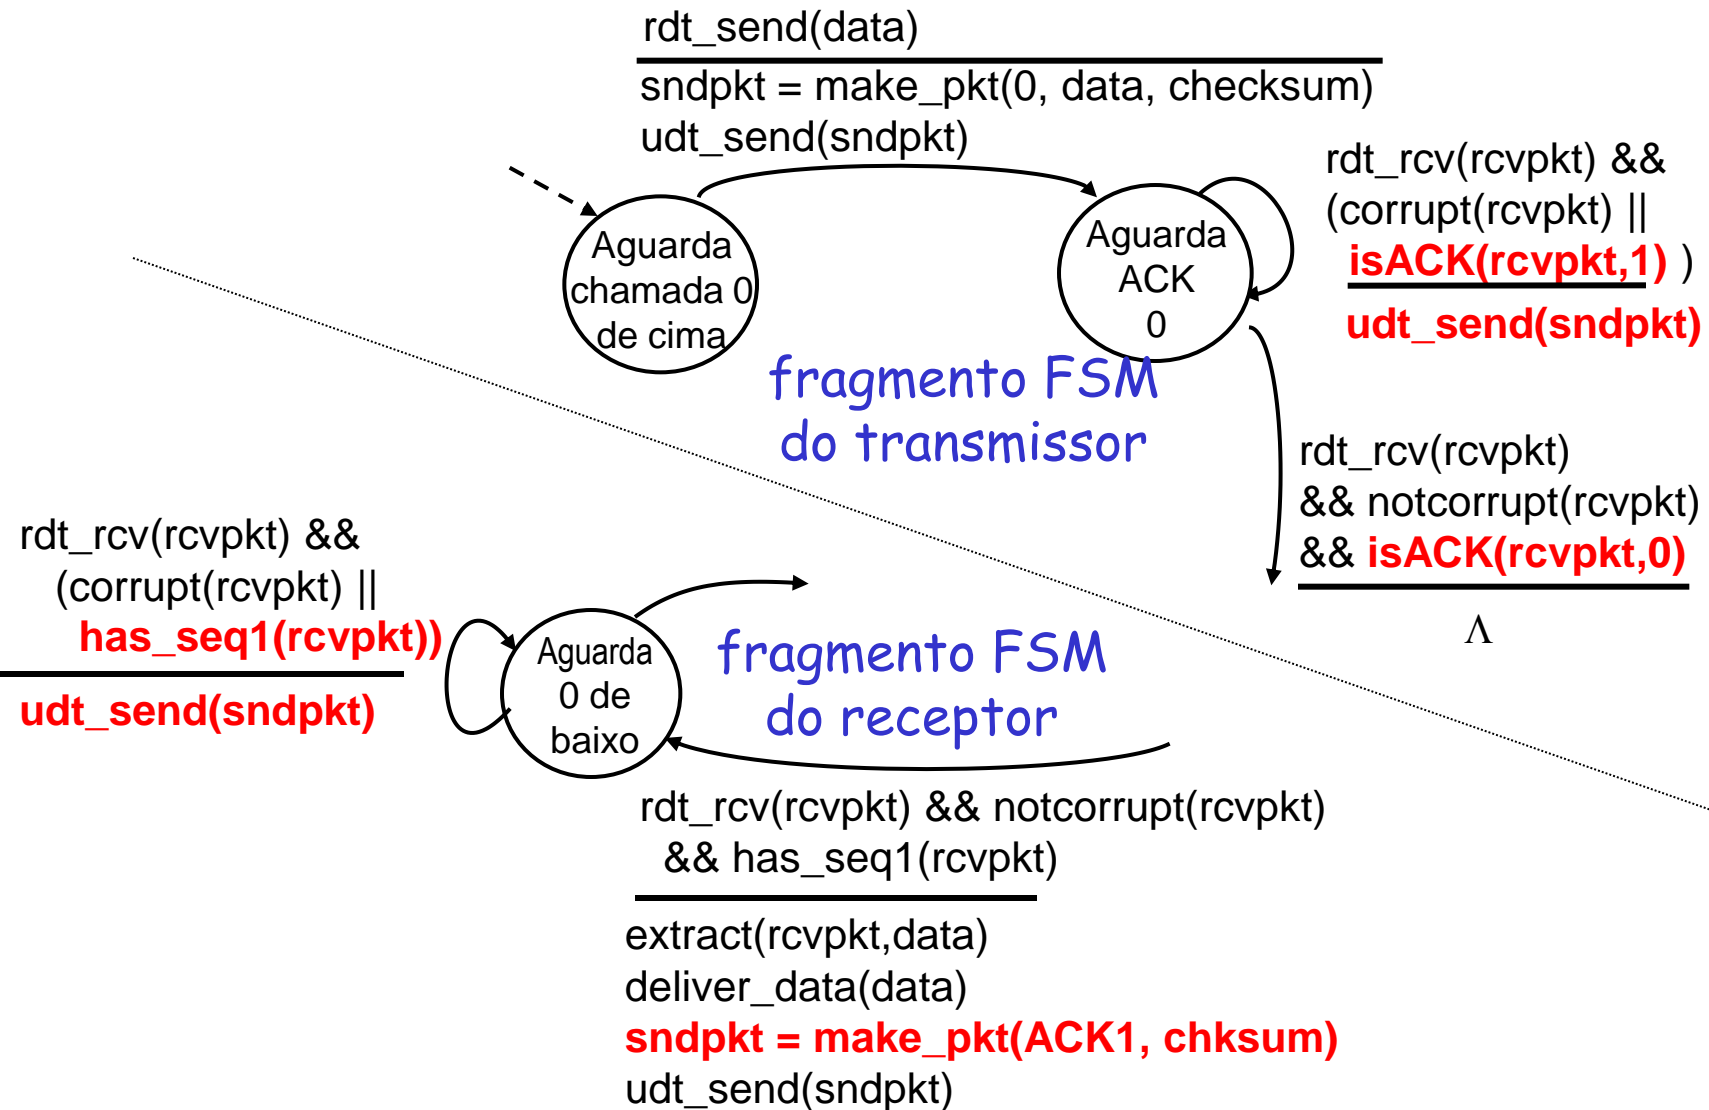 rdt_send(data)
sndpkt = make_pkt(0, data, checksum)
udt_send(sndpkt)
Aguarda
chamada 0
de cima
Aguarda
ACK
0
rdt_rcv(rcvpkt) &&
(corrupt(rcvpkt) ||
isACK(rcvpkt,1) )
udt_send(sndpkt)
fragmento FSM
do transmissor
rdt_rcv(rcvpkt)
&& notcorrupt(rcvpkt)
&& isACK(rcvpkt,0)
Λ
rdt_rcv(rcvpkt) &&
(corrupt(rcvpkt) ||
has_seq1(rcvpkt))
udt_send(sndpkt)
Aguarda
0 de
baixo
fragmento FSM
do receptor
rdt_rcv(rcvpkt) && notcorrupt(rcvpkt)
&& has_seq1(rcvpkt)
extract(rcvpkt,data)
deliver_data(data)
sndpkt = make_pkt(ACK1, chksum)
udt_send(sndpkt)